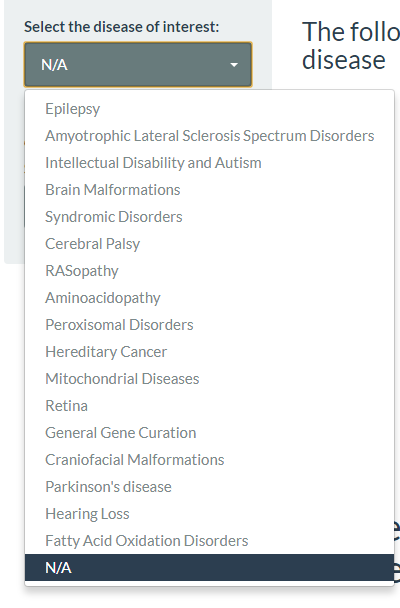 Select the disease of interest:
N/A
The follo
disease
Epilepsy
Amyotrophic Lateral Sclerosis Spectrum Disorders
Intellectual Disability and Autism
Brain Malformations
Syndromic Disorders
Cerebral Palsy
RASopathy
Aminoacidopathy
Peroxisomal Disorders
Hereditary Cancer
Mitochondrial Diseases
Retina
General Gene Curation
Craniofacial Malformations
Parkinson's disease
Hearing Loss
Fatty Acid Oxidation Disorders
N/A